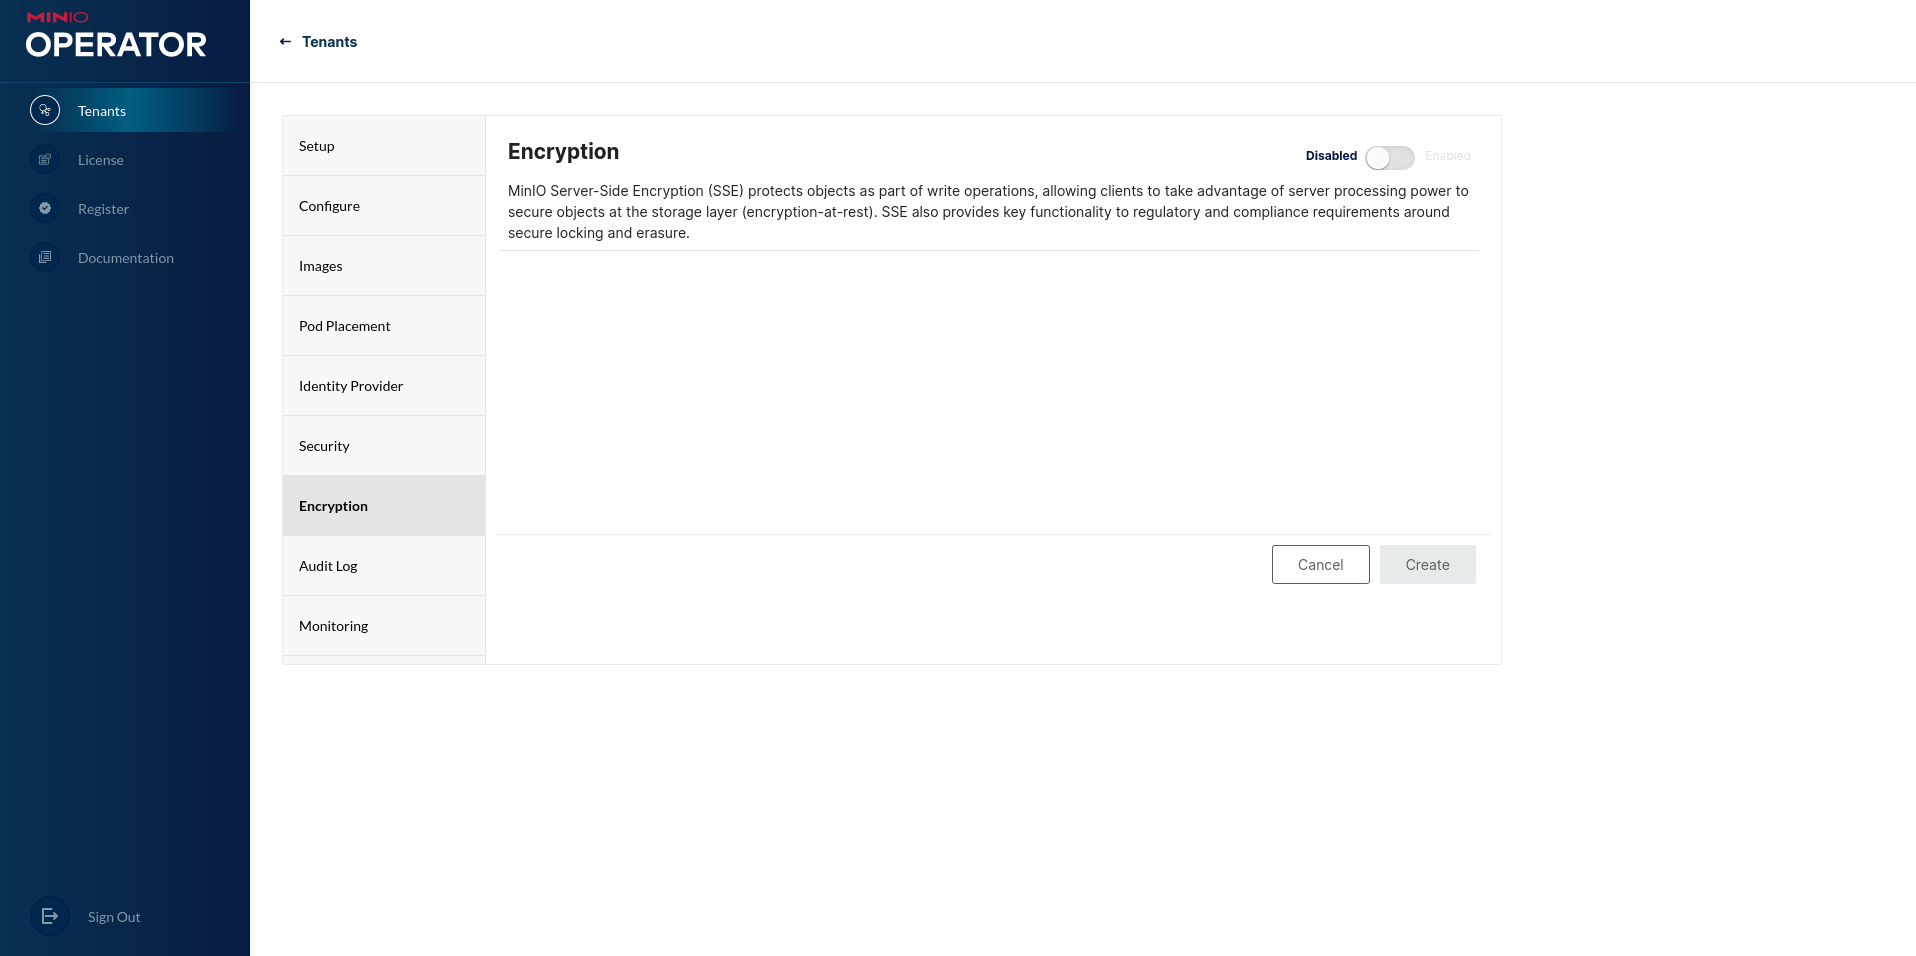 MINIO
OPERATOR
Tenants
License
Register
Documentation
Sign Out
Tenants
Setup
Configure
Images
Pod Placement
Identity Provider
Security
Encryption
Audit Log
Monitoring
Encryption
Disabled
Enabled
MinIO Server-Side Encryption (SSE) protects objects as part of write operations, allowing clients to take advantage of server processing power to
secure objects at the storage layer (encryption-at-rest). SSE also provides key functionality to regulatory and compliance requirements around
secure locking and erasure.
Cancel
Create